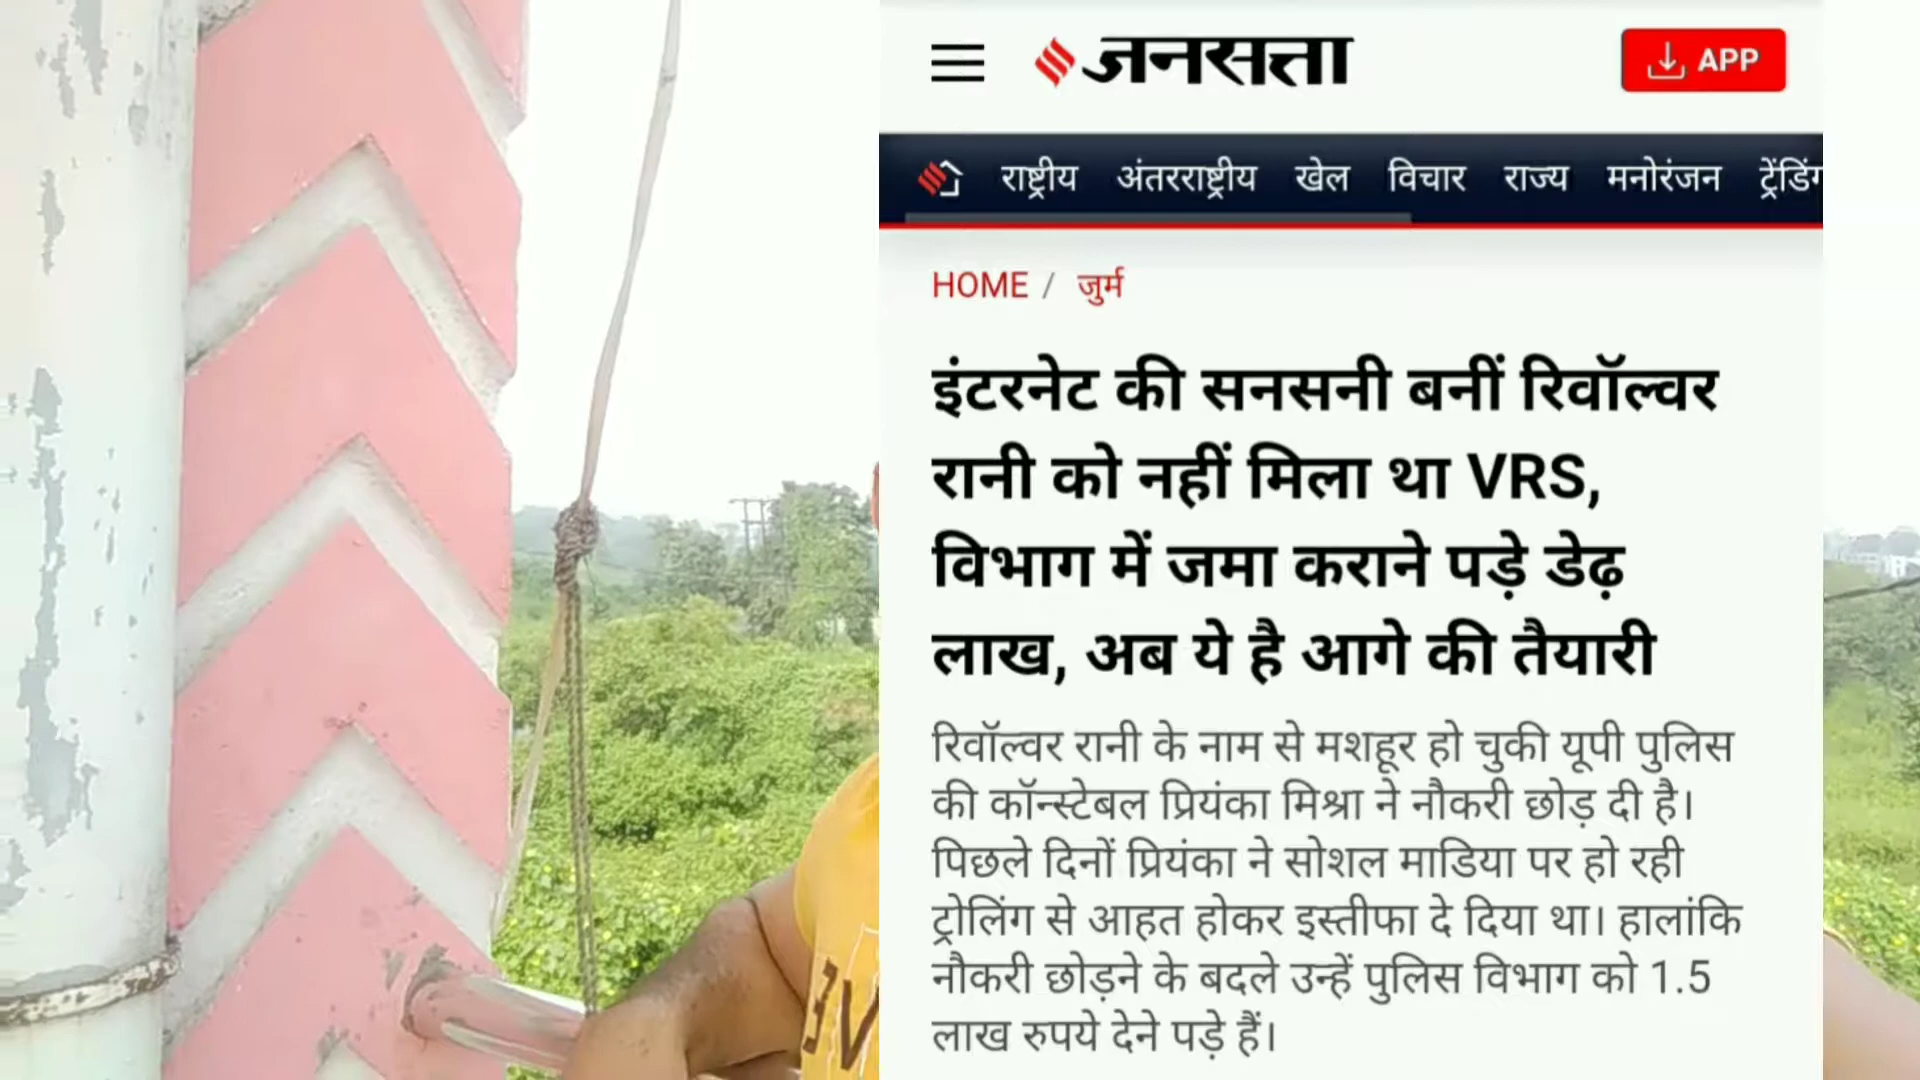 जनसत्ता
APP
राष्ट्रीय अंतरराष्ट्रीय खेल विचार राज्य मनोरंजन
HOME / जुर्म
इंटरनेट की सनसनी बनीं रिवॉल्वर
रानी को नहीं मिला था VRS,
विभाग में जमा कराने पड़े डेढ़
लाख, अब ये है आगे की तैयारी
रिवॉल्वर रानी के नाम से मशहूर हो चुकी यूपी पुलिस
की कॉन्स्टेबल प्रियंका मिश्रा ने नौकरी छोड़ दी है।
पिछले दिनों प्रियंका ने सोशल माडिया पर हो रही
ट्रोलिंग से आहत होकर इस्तीफा दे दिया था। हालांकि
नौकरी छोड़ने के बदले उन्हें पुलिस विभाग को 1.5
लाख रुपये देने पड़े हैं।